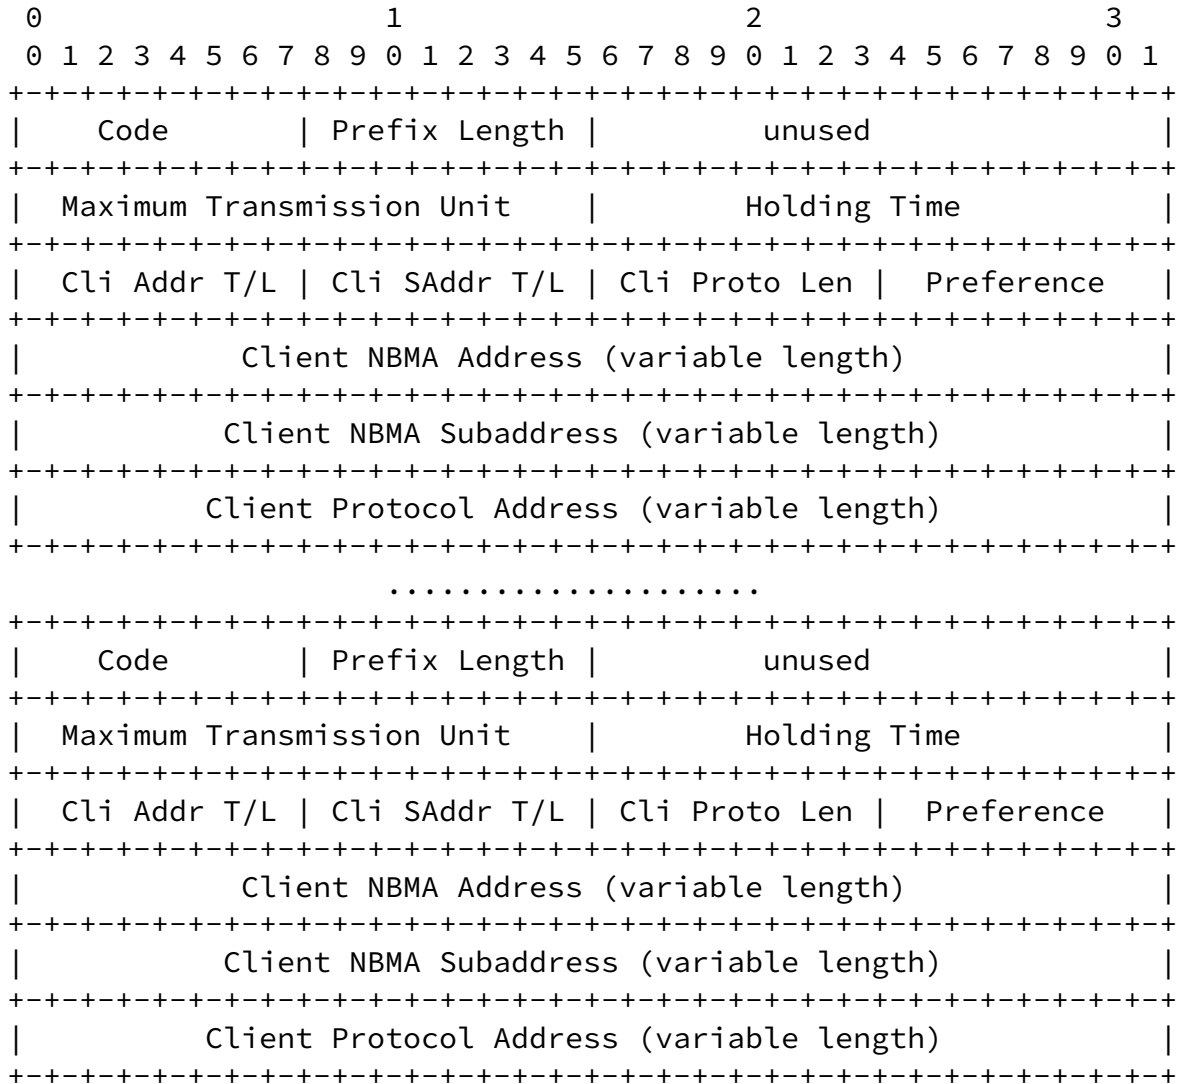 0                   1                   2                   3
 0 1 2 3 4 5 6 7 8 9 0 1 2 3 4 5 6 7 8 9 0 1 2 3 4 5 6 7 8 9 0 1
+-+-+-+-+-+-+-+-+-+-+-+-+-+-+-+-+-+-+-+-+-+-+-+-+-+-+-+-+-+-+-+-+
|    Code       | Prefix Length |         unused                |
+-+-+-+-+-+-+-+-+-+-+-+-+-+-+-+-+-+-+-+-+-+-+-+-+-+-+-+-+-+-+-+-+
|  Maximum Transmission Unit    |        Holding Time           |
+-+-+-+-+-+-+-+-+-+-+-+-+-+-+-+-+-+-+-+-+-+-+-+-+-+-+-+-+-+-+-+-+
|  Cli Addr T/L | Cli SAddr T/L | Cli Proto Len |  Preference   |
+-+-+-+-+-+-+-+-+-+-+-+-+-+-+-+-+-+-+-+-+-+-+-+-+-+-+-+-+-+-+-+-+
|            Client NBMA Address (variable length)              |
+-+-+-+-+-+-+-+-+-+-+-+-+-+-+-+-+-+-+-+-+-+-+-+-+-+-+-+-+-+-+-+-+
|           Client NBMA Subaddress (variable length)            |
+-+-+-+-+-+-+-+-+-+-+-+-+-+-+-+-+-+-+-+-+-+-+-+-+-+-+-+-+-+-+-+-+
|          Client Protocol Address (variable length)            |
+-+-+-+-+-+-+-+-+-+-+-+-+-+-+-+-+-+-+-+-+-+-+-+-+-+-+-+-+-+-+-+-+
                     .....................
+-+-+-+-+-+-+-+-+-+-+-+-+-+-+-+-+-+-+-+-+-+-+-+-+-+-+-+-+-+-+-+-+
|    Code       | Prefix Length |         unused                |
+-+-+-+-+-+-+-+-+-+-+-+-+-+-+-+-+-+-+-+-+-+-+-+-+-+-+-+-+-+-+-+-+
|  Maximum Transmission Unit    |        Holding Time           |
+-+-+-+-+-+-+-+-+-+-+-+-+-+-+-+-+-+-+-+-+-+-+-+-+-+-+-+-+-+-+-+-+
|  Cli Addr T/L | Cli SAddr T/L | Cli Proto Len |  Preference   |
+-+-+-+-+-+-+-+-+-+-+-+-+-+-+-+-+-+-+-+-+-+-+-+-+-+-+-+-+-+-+-+-+
|            Client NBMA Address (variable length)              |
+-+-+-+-+-+-+-+-+-+-+-+-+-+-+-+-+-+-+-+-+-+-+-+-+-+-+-+-+-+-+-+-+
|           Client NBMA Subaddress (variable length)            |
+-+-+-+-+-+-+-+-+-+-+-+-+-+-+-+-+-+-+-+-+-+-+-+-+-+-+-+-+-+-+-+-+
|          Client Protocol Address (variable length)            |
+-+-+-+-+-+-+-+-+-+-+-+-+-+-+-+-+-+-+-+-+-+-+-+-+-+-+-+-+-+-+-+-+